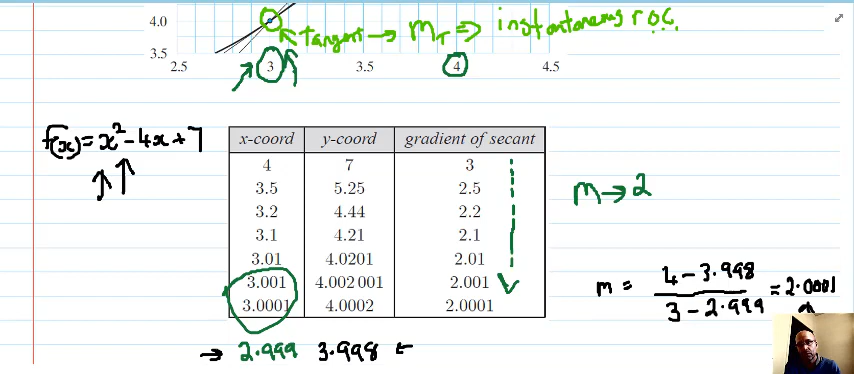 4.0
tangent → m_T ⇒ instantaneous r.o.c.
3.5
2.5 3 3.5 4 4.5
f(x) = x² - 4x + 7
x-coord y-coord gradient of secant
4 7 3
3.5 5.25 2.5
3.2 4.44 2.2
3.1 4.21 2.1
3.01 4.0201 2.01
3.001 4.002 001 2.001
3.0001 4.0002 2.0001
m → 2
m = (4 - 3.998)/(3 - 2.999) = 2.0001
→ 2.999 3.998 ←